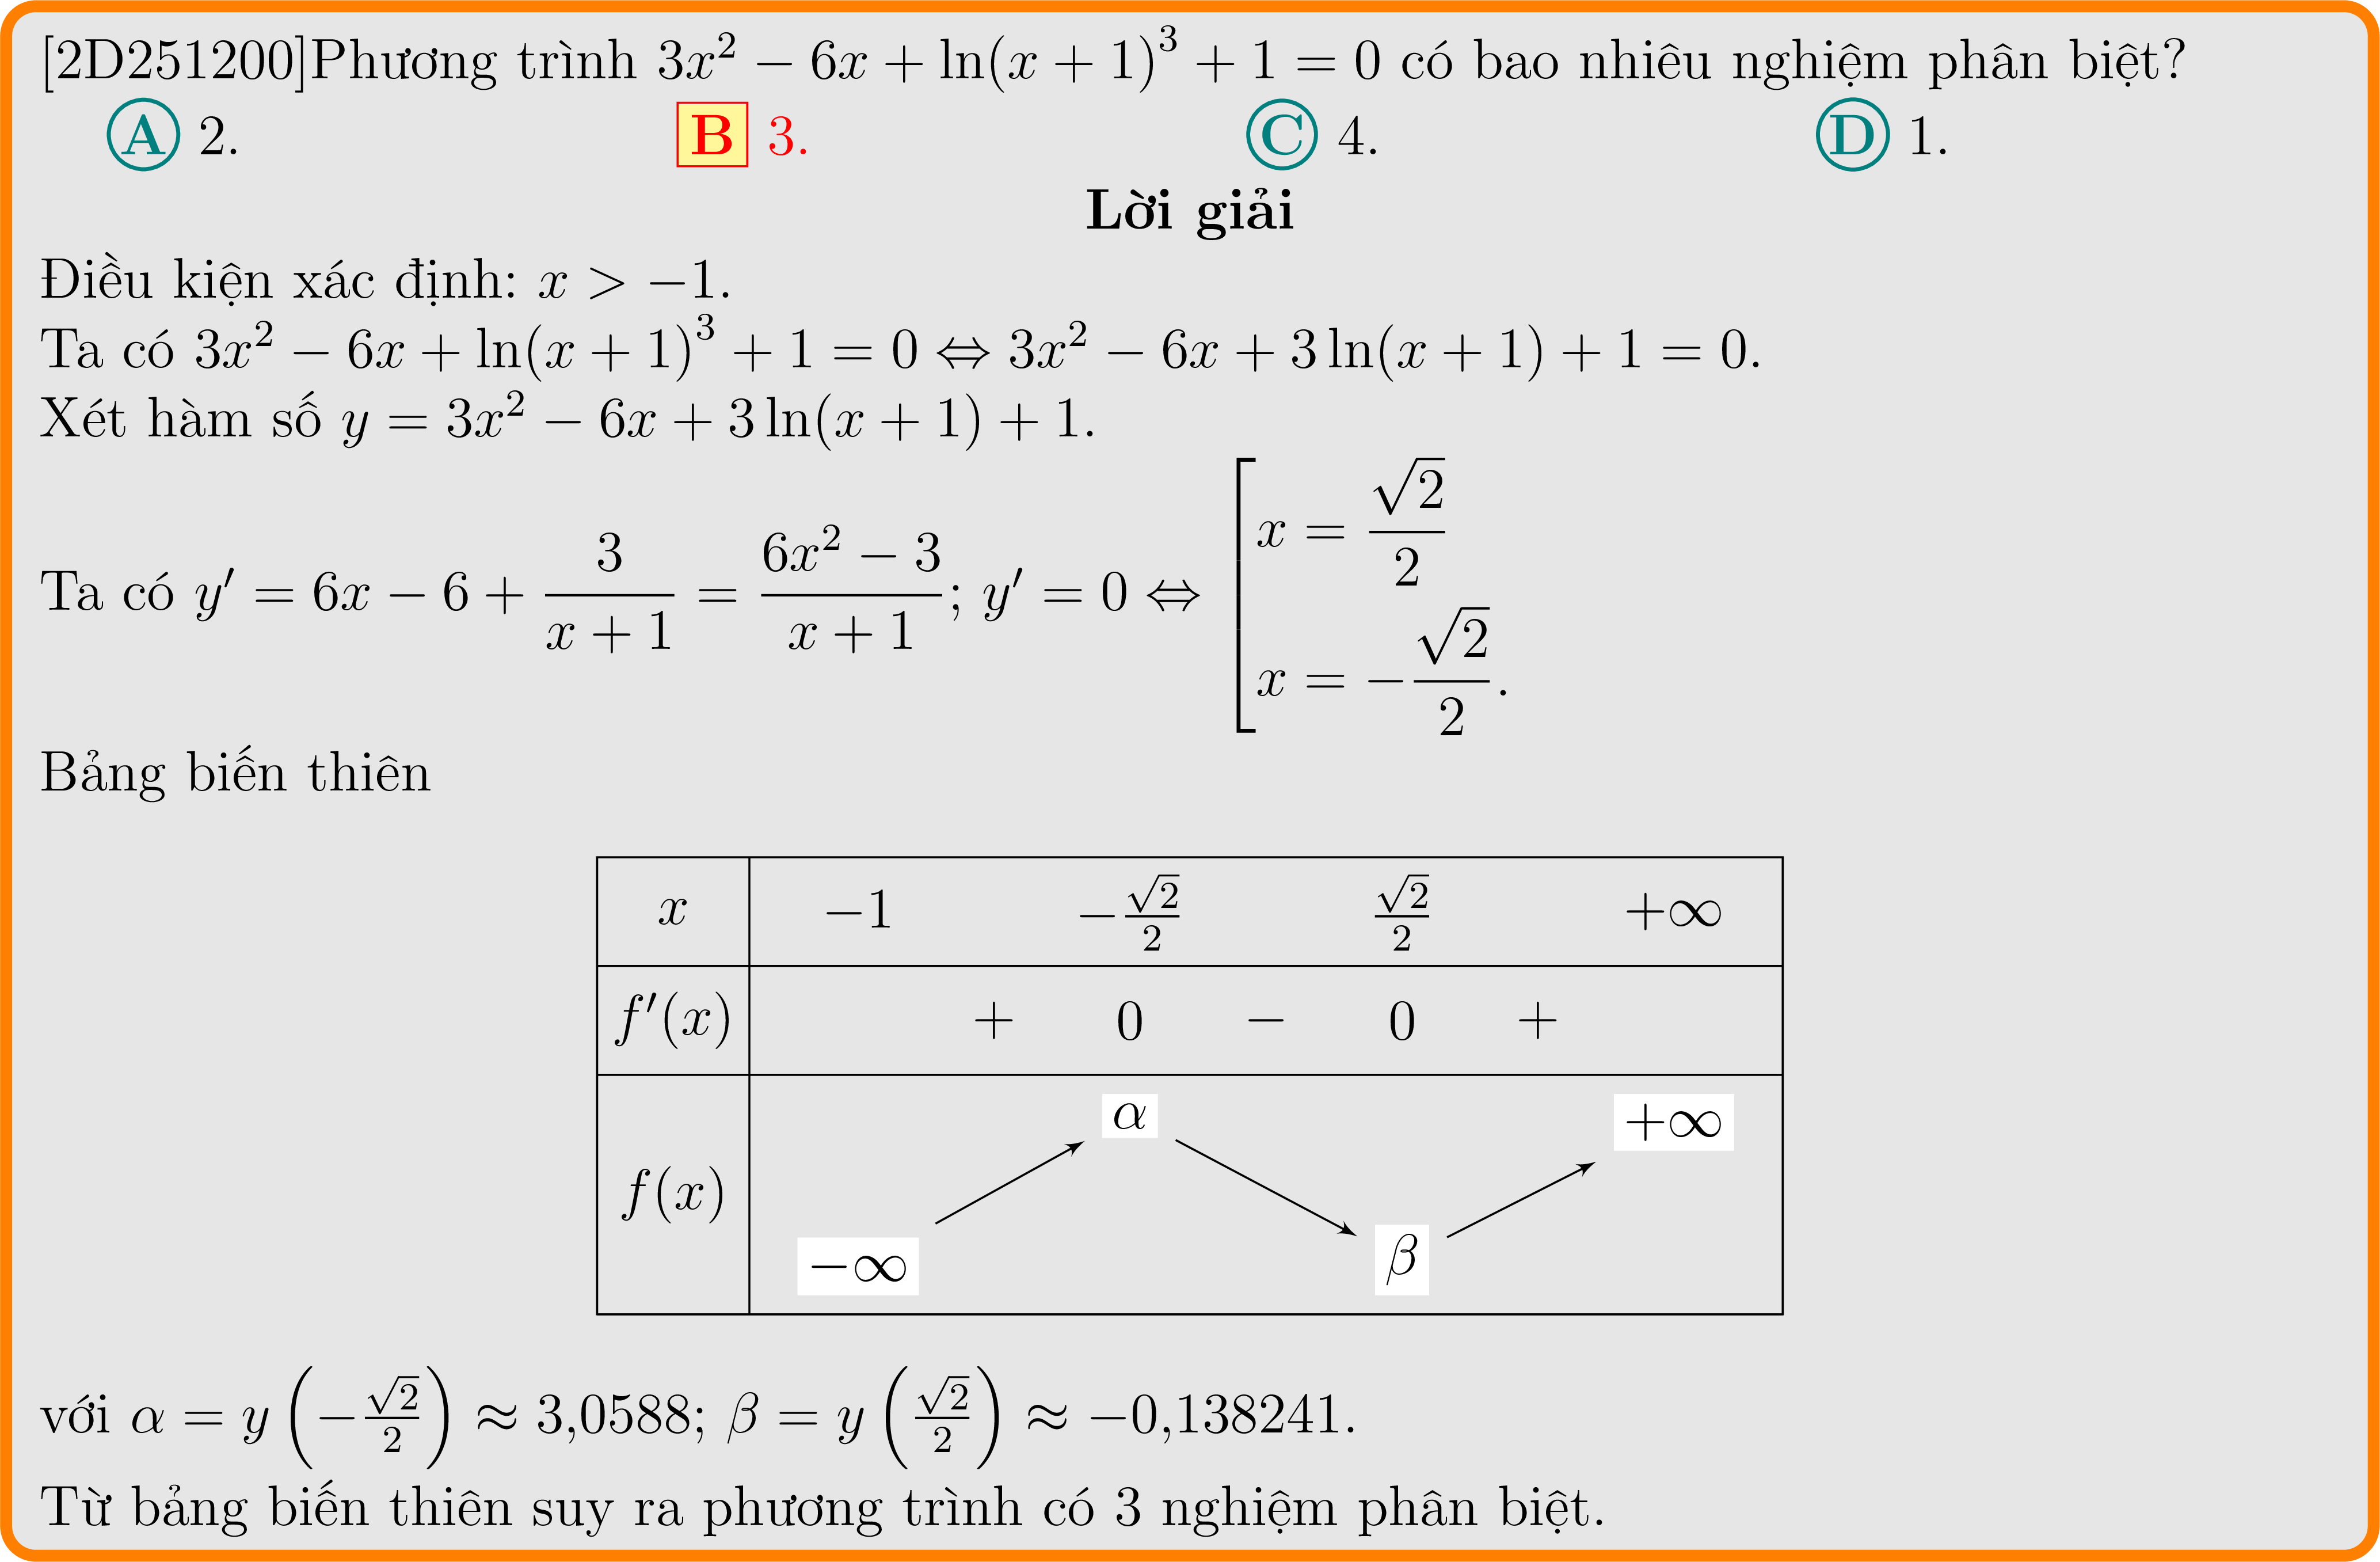 [2D251200]Phương trình $3x^2 - 6x + \ln(x+1)^3 + 1 = 0$ có bao nhiêu nghiệm phân biệt?
A 2. B 3. C 4. D 1.
Lời giải
Điều kiện xác định: $x > -1$.
Ta có $3x^2 - 6x + \ln(x+1)^3 + 1 = 0 \Leftrightarrow 3x^2 - 6x + 3\ln(x+1) + 1 = 0$.
Xét hàm số $y = 3x^2 - 6x + 3\ln(x+1) + 1$.
Ta có $y' = 6x - 6 + \dfrac{3}{x+1} = \dfrac{6x^2-3}{x+1}$; $y' = 0 \Leftrightarrow \left[\begin{array}{l} x = \dfrac{\sqrt{2}}{2} \\ x = -\dfrac{\sqrt{2}}{2}. \end{array}\right.$
Bảng biến thiên
$x$ $-1$ $-\frac{\sqrt{2}}{2}$ $\frac{\sqrt{2}}{2}$ $+\infty$
$f'(x)$ $+$ $0$ $-$ $0$ $+$
$f(x)$ $-\infty$ $\alpha$ $\beta$ $+\infty$
với $\alpha = y\left(-\frac{\sqrt{2}}{2}\right) \approx 3{,}0588$; $\beta = y\left(\frac{\sqrt{2}}{2}\right) \approx -0{,}138241$.
Từ bảng biến thiên suy ra phương trình có 3 nghiệm phân biệt.